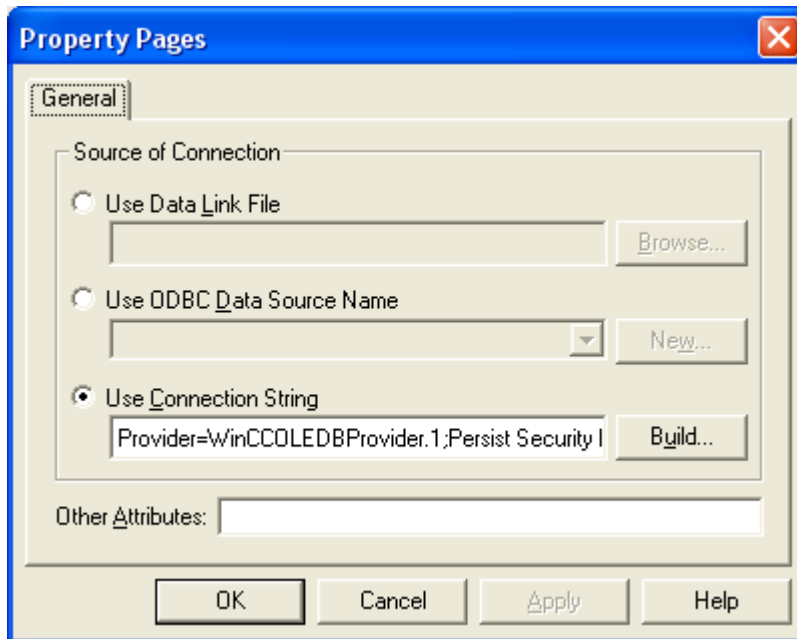 Property Pages
General
Source of Connection
Use Data Link File
Browse...
Use ODBC Data Source Name
New...
Use Connection String
Provider=WinCCOLEDBProvider.1;Persist Security I
Build...
Other Attributes:
OK Cancel Apply Help